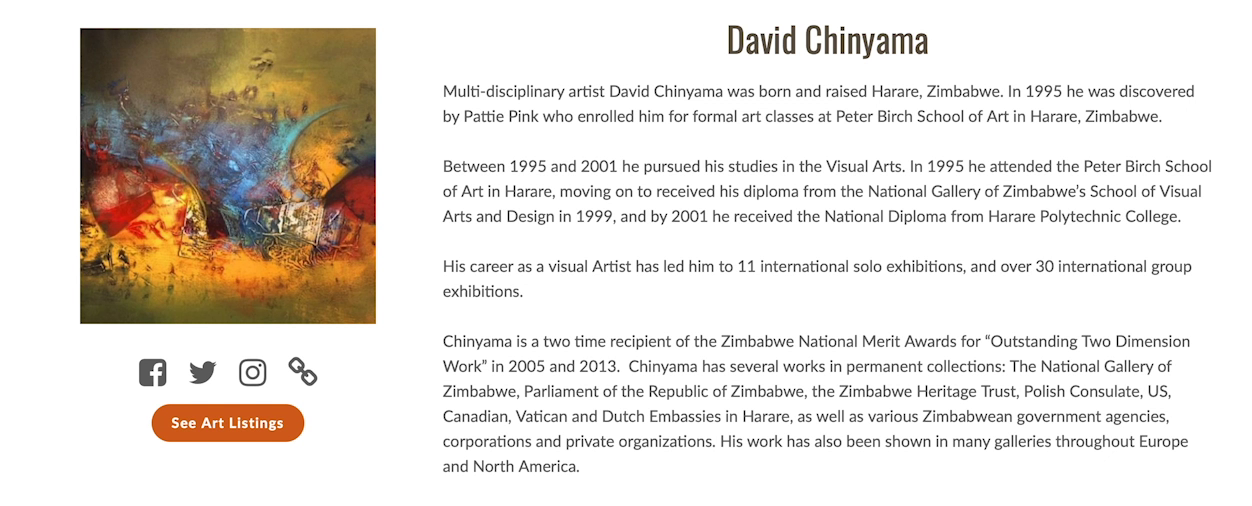 David Chinyama
Multi-disciplinary artist David Chinyama was born and raised Harare, Zimbabwe. In 1995 he was discovered
by Pattie Pink who enrolled him for formal art classes at Peter Birch School of Art in Harare, Zimbabwe.
Between 1995 and 2001 he pursued his studies in the Visual Arts. In 1995 he attended the Peter Birch School
of Art in Harare, moving on to received his diploma from the National Gallery of Zimbabwe’s School of Visual
Arts and Design in 1999, and by 2001 he received the National Diploma from Harare Polytechnic College.
His career as a visual Artist has led him to 11 international solo exhibitions, and over 30 international group
exhibitions.
Chinyama is a two time recipient of the Zimbabwe National Merit Awards for “Outstanding Two Dimension
Work” in 2005 and 2013.  Chinyama has several works in permanent collections: The National Gallery of
Zimbabwe, Parliament of the Republic of Zimbabwe, the Zimbabwe Heritage Trust, Polish Consulate, US,
Canadian, Vatican and Dutch Embassies in Harare, as well as various Zimbabwean government agencies,
corporations and private organizations. His work has also been shown in many galleries throughout Europe
and North America.
See Art Listings